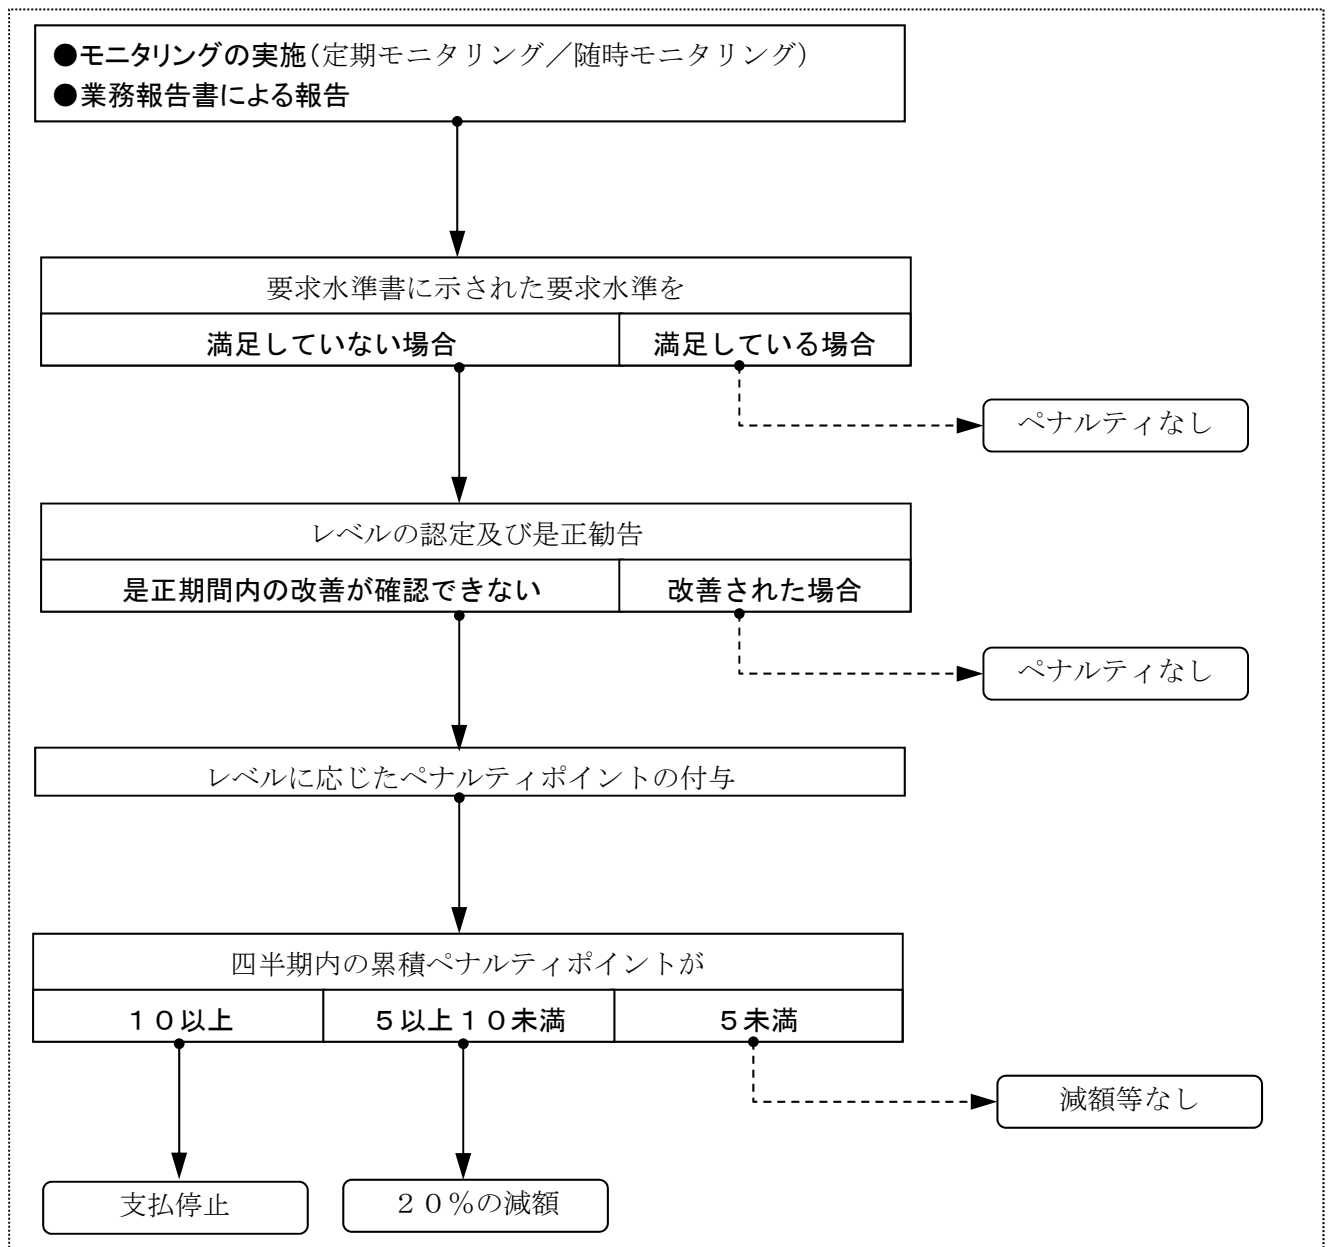 ●モニタリングの実施（定期モニタリング／随時モニタリング）
●業務報告書による報告
要求水準書に示された要求水準を
満足していない場合
満足している場合
ペナルティなし
レベルの認定及び是正勧告
是正期間内の改善が確認できない
改善された場合
ペナルティなし
レベルに応じたペナルティポイントの付与
四半期内の累積ペナルティポイントが
１０以上
５以上１０未満
５未満
減額等なし
支払停止
２０％の減額